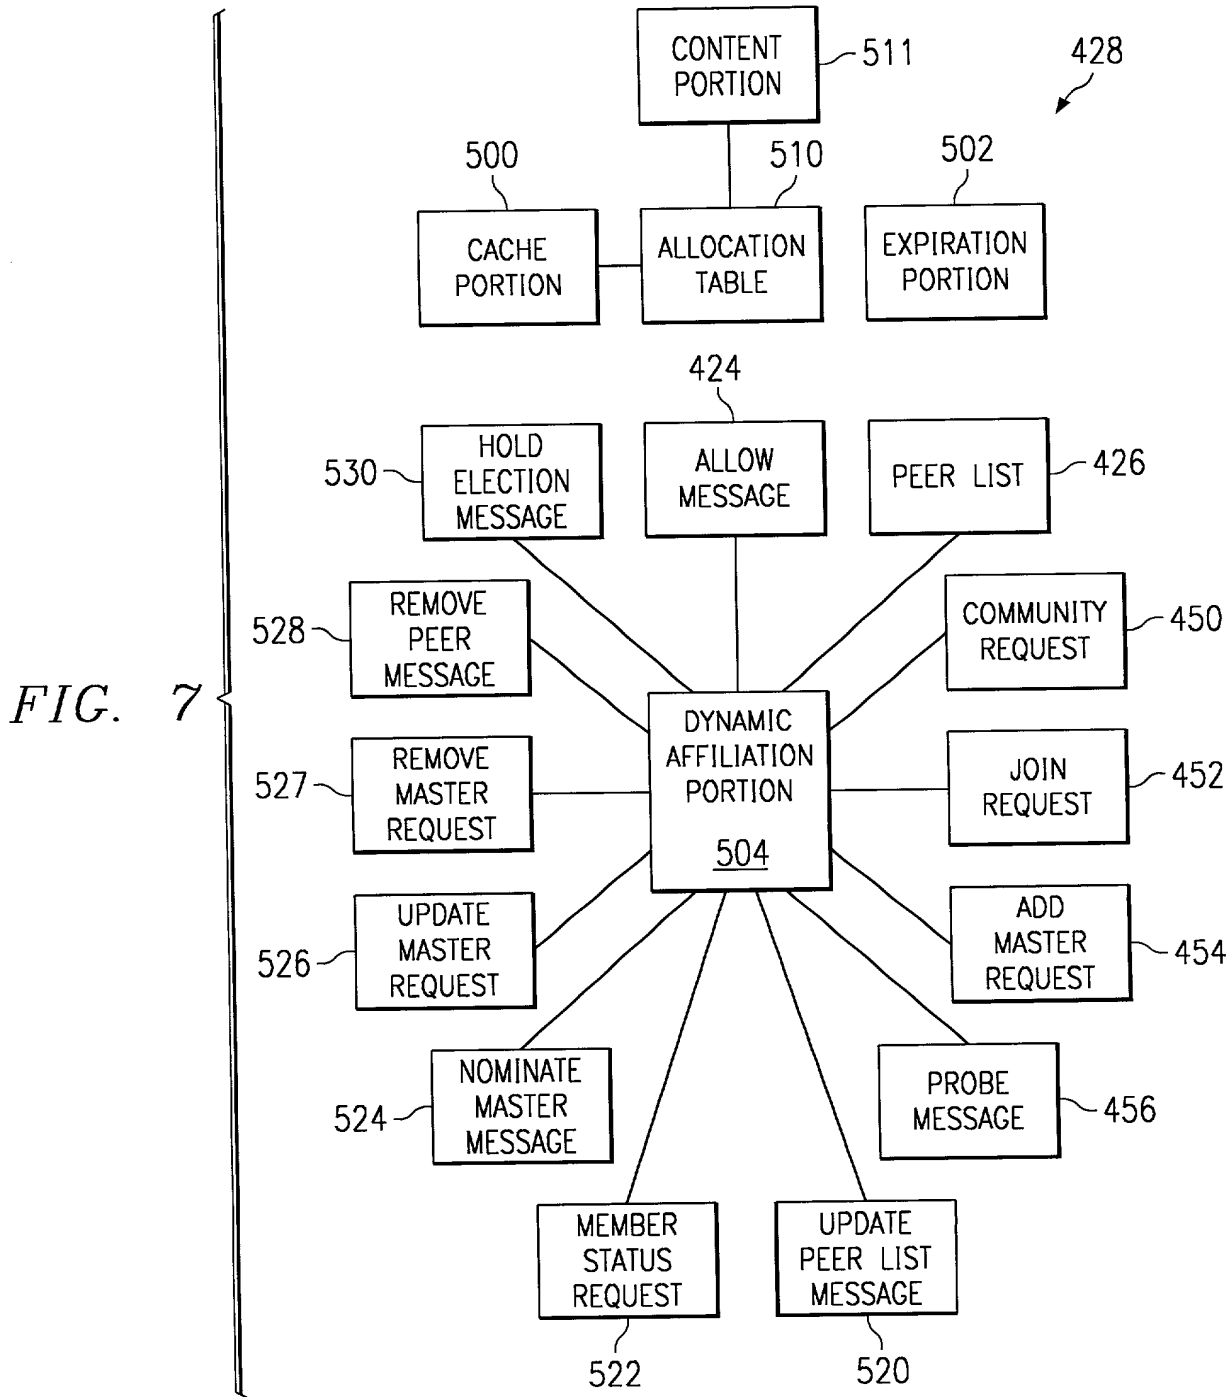 CONTENT
PORTION
511
428
500
510
502
CACHE
PORTION
ALLOCATION
TABLE
EXPIRATION
PORTION
424
HOLD
ELECTION
MESSAGE
530
ALLOW
MESSAGE
PEER LIST
426
REMOVE
PEER
MESSAGE
528
COMMUNITY
REQUEST
450
FIG. 7
DYNAMIC
AFFILIATION
PORTION
504
REMOVE
MASTER
REQUEST
527
JOIN
REQUEST
452
UPDATE
MASTER
REQUEST
526
ADD
MASTER
REQUEST
454
NOMINATE
MASTER
MESSAGE
524
PROBE
MESSAGE
456
MEMBER
STATUS
REQUEST
522
UPDATE
PEER LIST
MESSAGE
520